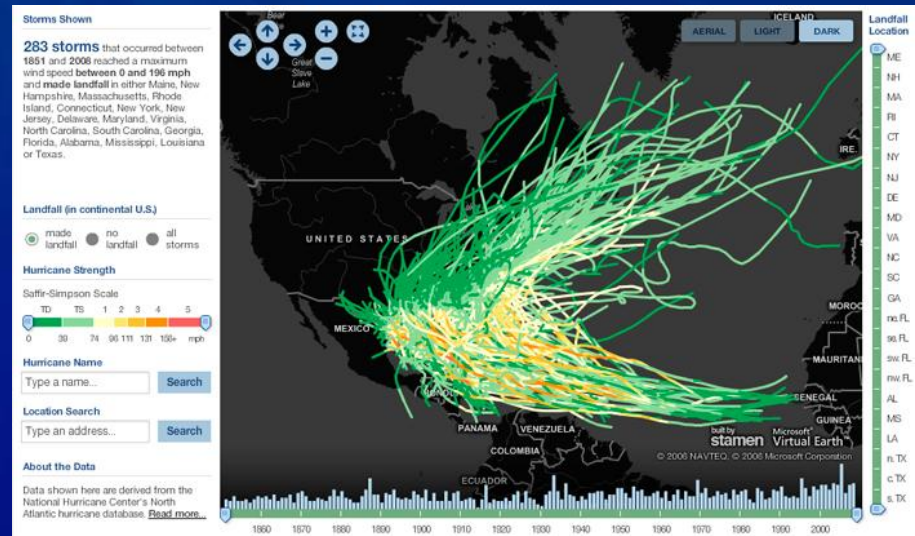 Storms Shown
283 storms that occurred between
1851 and 2006 reached a maximum
wind speed between 0 and 196 mph
and made landfall in either Maine, New
Hampshire, Massachusetts, Rhode
Island, Connecticut, New York, New
Jersey, Delaware, Maryland, Virginia,
North Carolina, South Carolina, Georgia,
Florida, Alabama, Mississippi, Louisiana
or Texas.
Landfall (in continental U.S.)
made landfall
no landfall
all storms
Hurricane Strength
Saffir-Simpson Scale
TD TS 1 2 3 4 5
0 39 74 96 111 131 156+ mph
Hurricane Name
Type a name... Search
Location Search
Type an address... Search
About the Data
Data shown here are derived from the
National Hurricane Center's North
Atlantic hurricane database. Read more...
Great
Bear
Great
Slave
Lake
AERIAL LIGHT DARK
ICELAND
IRE.
UNITED STATES
MEXICO
MOROC
MAURITANI
SENEGAL
GUINEA
PANAMA
VENEZUELA
COLOMBIA
ECUADOR
built by
stamen
Microsoft®
Virtual Earth™
© 2006 NAVTEQ, © 2006 Microsoft Corporation
1860 1870 1880 1890 1900 1910 1920 1930 1940 1950 1960 1970 1980 1990 2000
Landfall
Location
ME
NH
MA
RI
CT
NY
NJ
DE
MD
VA
NC
SC
GA
ne. FL
se. FL
sw. FL
nw. FL
AL
MS
LA
n. TX
c. TX
s. TX